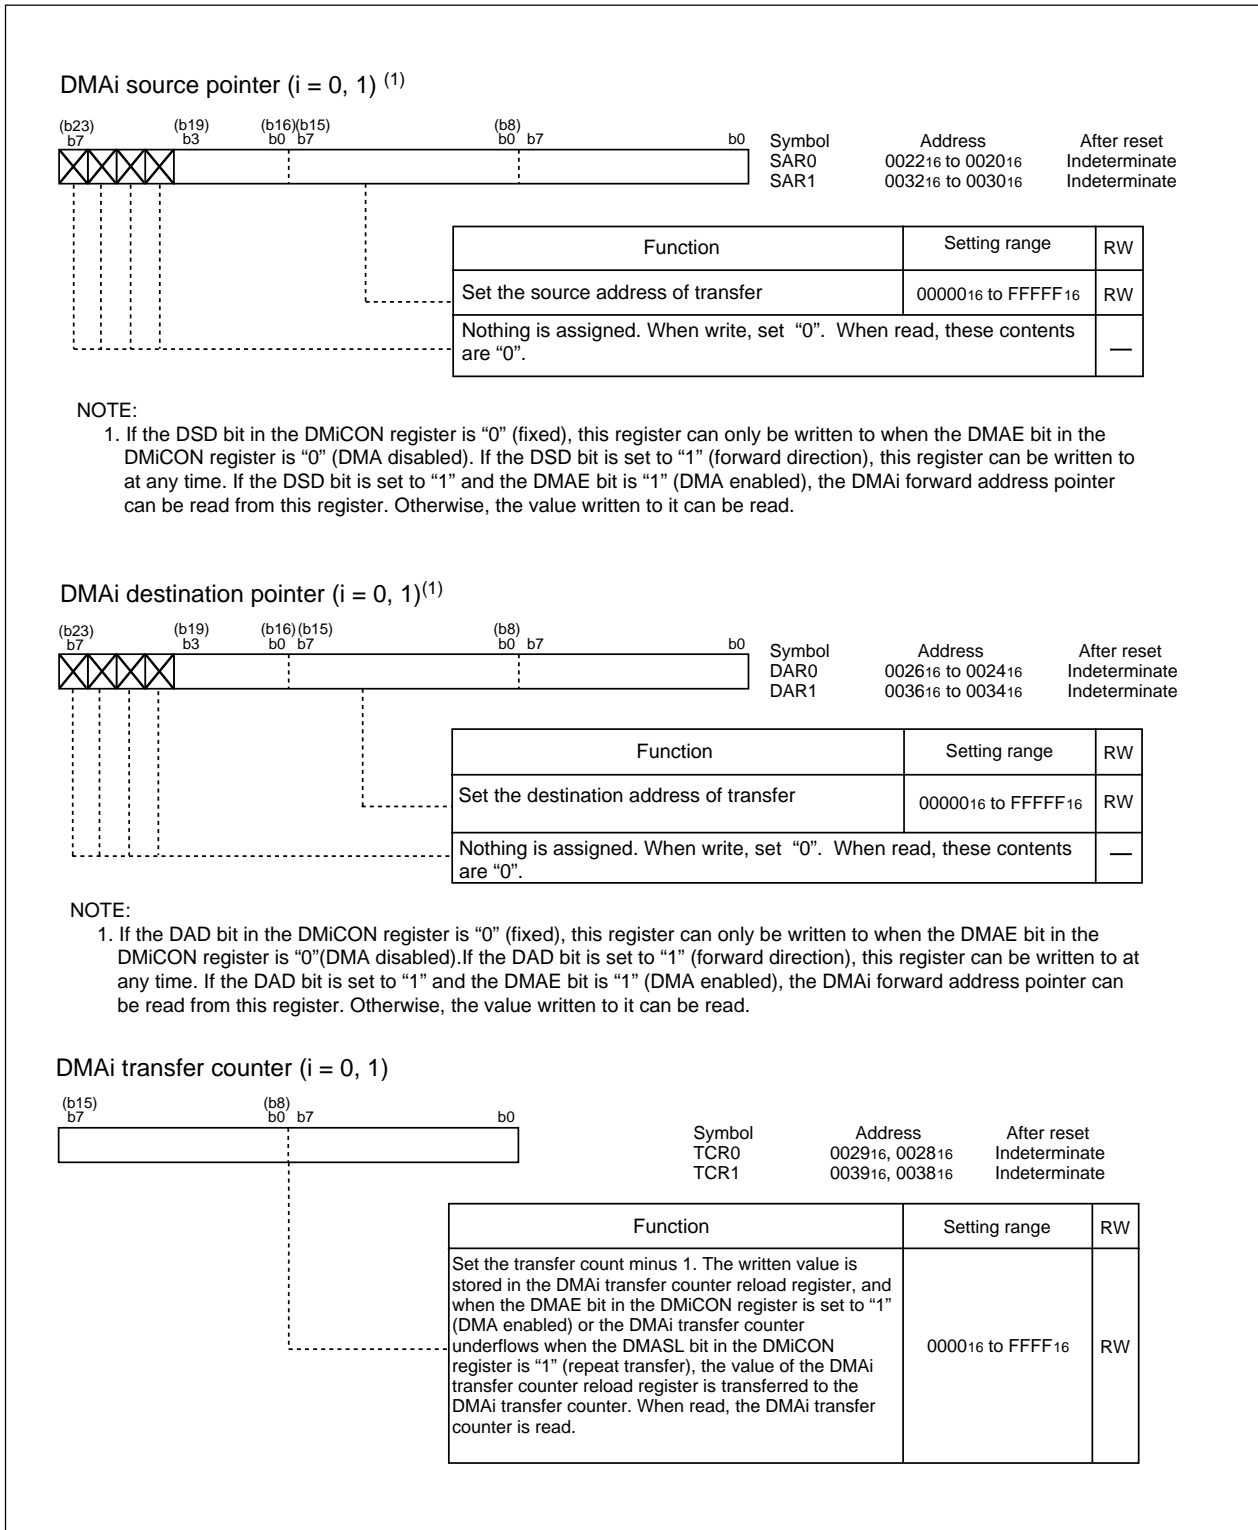 DMAi source pointer (i = 0, 1) (1)
(b23) (b19) (b16)(b15) (b8)
b7 b3 b0 b7 b0 b7 b0
Symbol Address After reset
SAR0 002216 to 002016 Indeterminate
SAR1 003216 to 003016 Indeterminate
Function Setting range RW
Set the source address of transfer 0000016 to FFFFF16 RW
Nothing is assigned. When write, set “0”. When read, these contents
are “0”. —
NOTE:
1. If the DSD bit in the DMiCON register is “0” (fixed), this register can only be written to when the DMAE bit in the
DMiCON register is “0” (DMA disabled). If the DSD bit is set to “1” (forward direction), this register can be written to
at any time. If the DSD bit is set to “1” and the DMAE bit is “1” (DMA enabled), the DMAi forward address pointer
can be read from this register. Otherwise, the value written to it can be read.
DMAi destination pointer (i = 0, 1)(1)
(b23) (b19) (b16)(b15) (b8)
b7 b3 b0 b7 b0 b7 b0
Symbol Address After reset
DAR0 002616 to 002416 Indeterminate
DAR1 003616 to 003416 Indeterminate
Function Setting range RW
Set the destination address of transfer 0000016 to FFFFF16 RW
Nothing is assigned. When write, set “0”. When read, these contents
are “0”. —
NOTE:
1. If the DAD bit in the DMiCON register is “0” (fixed), this register can only be written to when the DMAE bit in the
DMiCON register is “0”(DMA disabled).If the DAD bit is set to “1” (forward direction), this register can be written to at
any time. If the DAD bit is set to “1” and the DMAE bit is “1” (DMA enabled), the DMAi forward address pointer can
be read from this register. Otherwise, the value written to it can be read.
DMAi transfer counter (i = 0, 1)
(b15) (b8)
b7 b0 b7 b0
Symbol Address After reset
TCR0 002916, 002816 Indeterminate
TCR1 003916, 003816 Indeterminate
Function Setting range RW
Set the transfer count minus 1. The written value is
stored in the DMAi transfer counter reload register, and
when the DMAE bit in the DMiCON register is set to “1”
(DMA enabled) or the DMAi transfer counter
underflows when the DMASL bit in the DMiCON
register is “1” (repeat transfer), the value of the DMAi
transfer counter reload register is transferred to the
DMAi transfer counter. When read, the DMAi transfer
counter is read.
000016 to FFFF16 RW